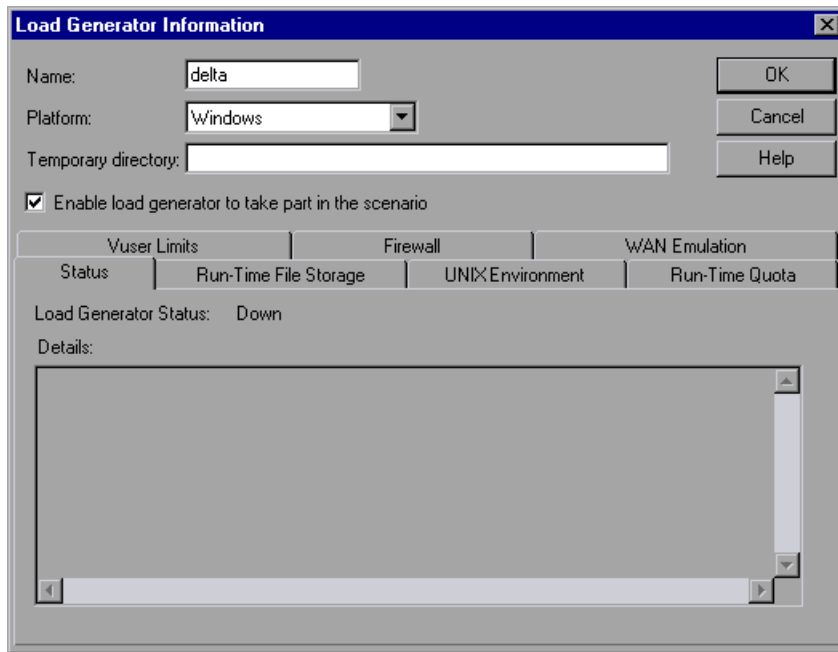 Load Generator Information
Name: delta OK
Platform: Windows Cancel
Temporary directory: Help
Enable load generator to take part in the scenario
Vuser Limits Firewall WAN Emulation
Status Run-Time File Storage UNIX Environment Run-Time Quota
Load Generator Status: Down
Details: